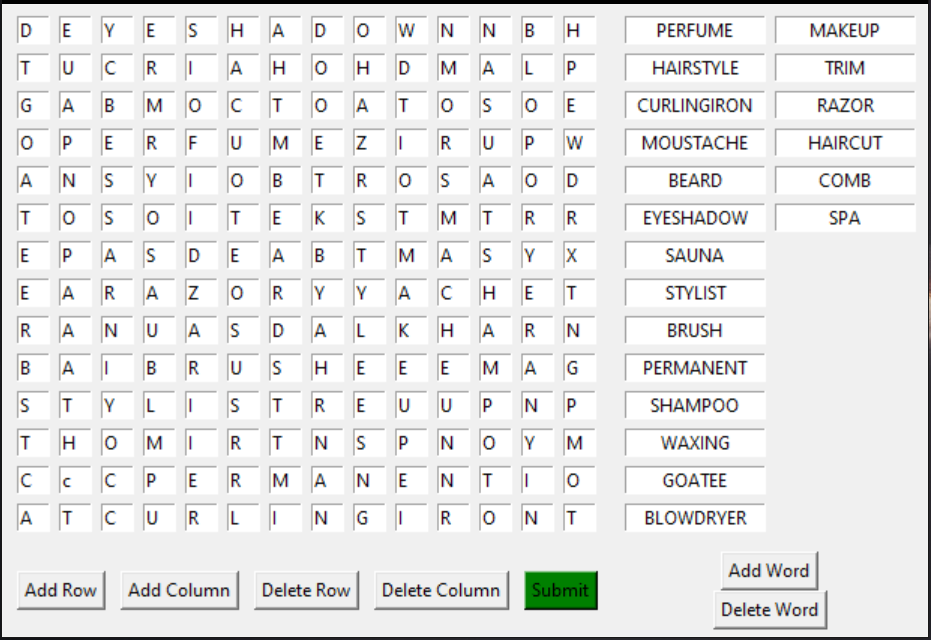 D E Y E S H A D O W N N B H PERFUME MAKEUP
T U C R I A H O H D M A L P HAIRSTYLE TRIM
G A B M O C T O A T O S O E CURLINGIRON RAZOR
O P E R F U M E Z I R U P W MOUSTACHE HAIRCUT
A N S Y I O B T R O S A O D BEARD COMB
T O S O I T E K S T M T R R EYESHADOW SPA
E P A S D E A B T M A S Y X SAUNA
E A R A Z O R Y Y A C H E T STYLIST
R A N U A S D A L K H A R N BRUSH
B A I B R U S H E E E M A G PERMANENT
S T Y L I S T R E U U P N P SHAMPOO
T H O M I R T N S P N O Y M WAXING
C c C P E R M A N E N T I O GOATEE
A T C U R L I N G I R O N T BLOWDRYER
Add Row Add Column Delete Row Delete Column Submit Add Word
Delete Word